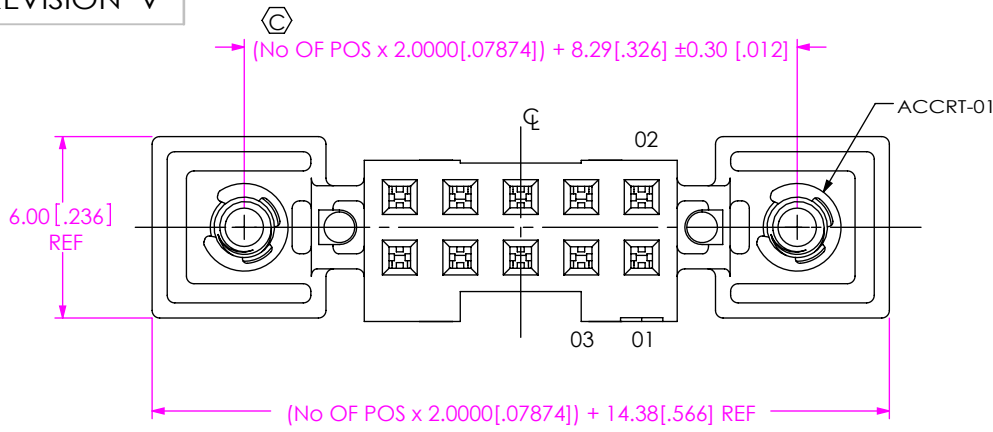 REVISION V
C
(No OF POS x 2.0000[.07874]) + 8.29[.326] ±0.30 [.012]
ACCRT-01
℄
02
6.00 [.236]
REF
03 01
(No OF POS x 2.0000[.07874]) + 14.38[.566] REF